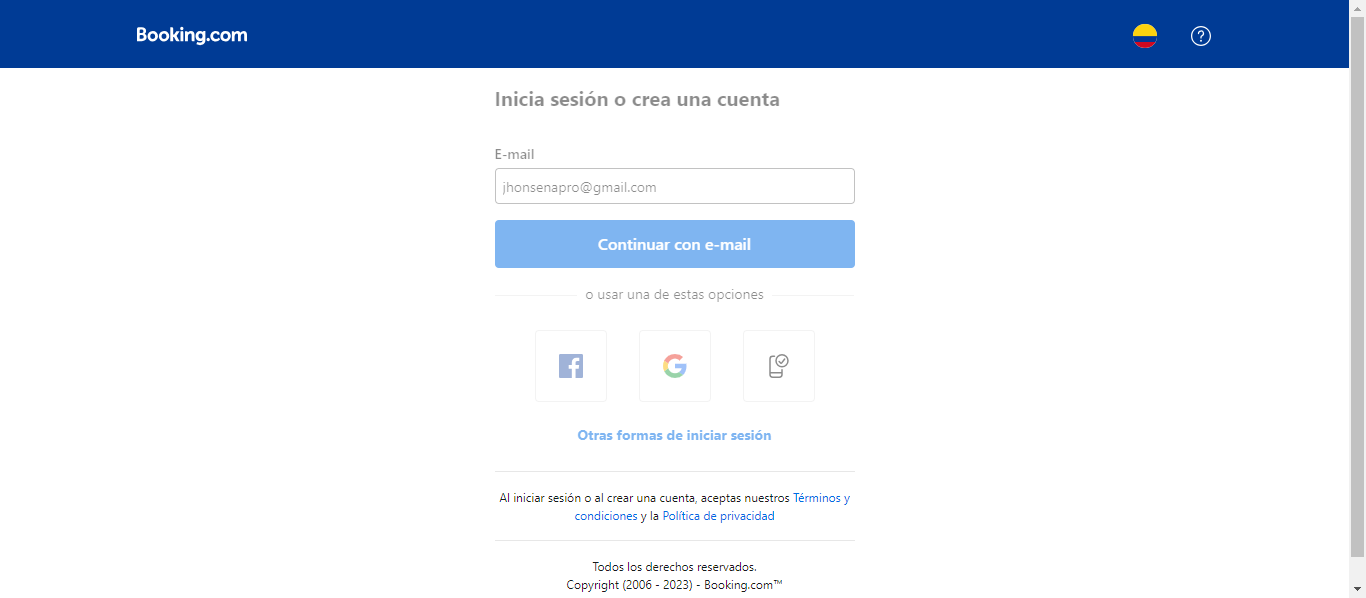 Booking.com
Inicia sesión o crea una cuenta
E-mail
jhonsenapro@gmail.com
Continuar con e-mail
o usar una de estas opciones
Otras formas de iniciar sesión
Al iniciar sesión o al crear una cuenta, aceptas nuestros Términos y
condiciones y la Política de privacidad
Todos los derechos reservados.
Copyright (2006 - 2023) - Booking.com™